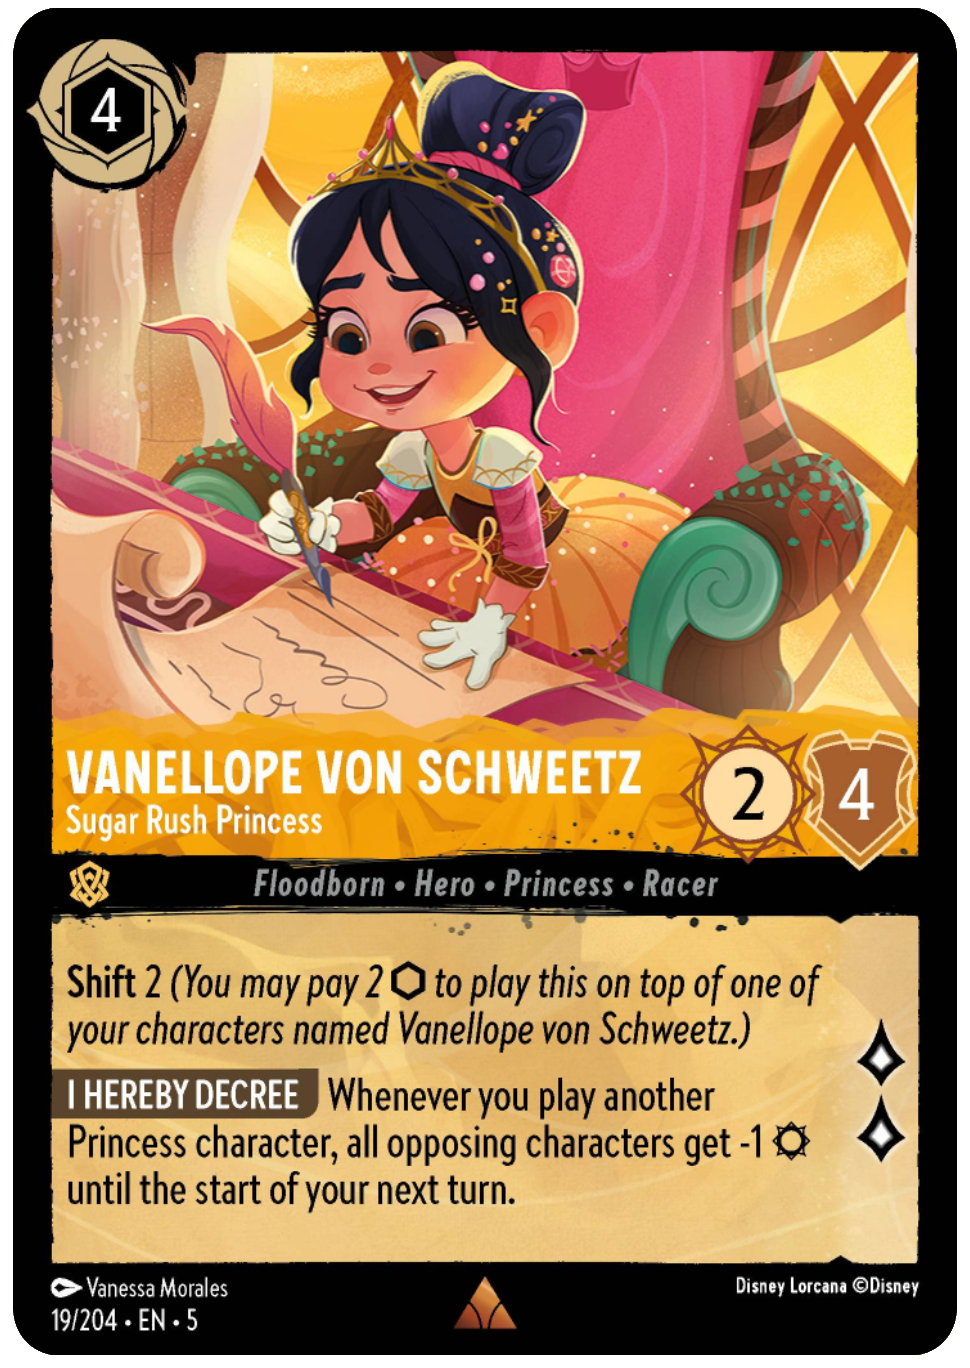 4
VANELLOPE VON SCHWEETZ
Sugar Rush Princess
2
4
Floodborn • Hero • Princess • Racer
Shift 2 (You may pay 2 to play this on top of one of
your characters named Vanellope von Schweetz.)
I HEREBY DECREE Whenever you play another
Princess character, all opposing characters get -1
until the start of your next turn.
Vanessa Morales
Disney Lorcana ©Disney
19/204 • EN • 5